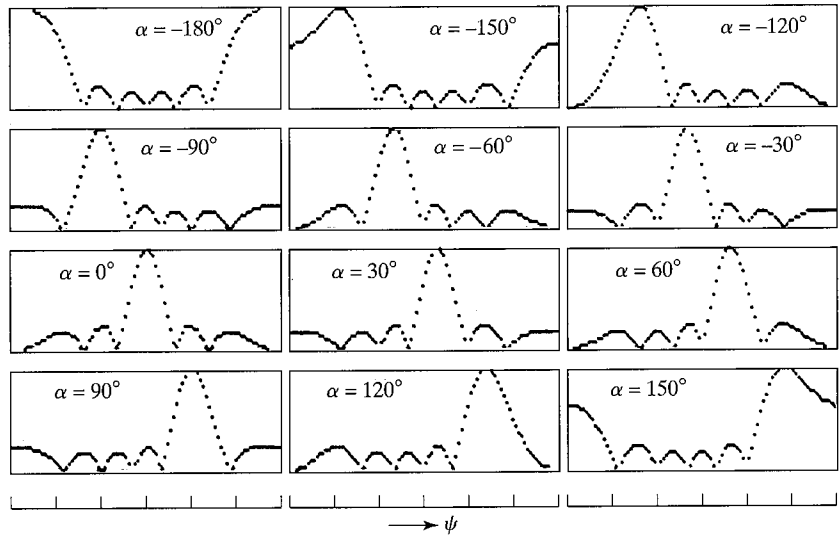 α = –180°
α = –150°
α = –120°
α = –90°
α = –60°
α = –30°
α = 0°
α = 30°
α = 60°
α = 90°
α = 120°
α = 150°
ψ